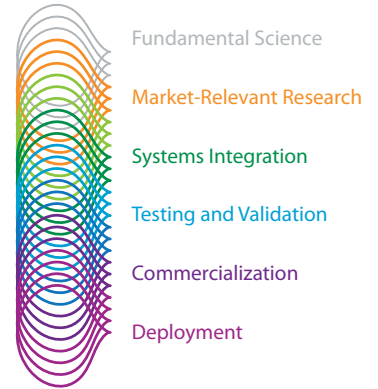 Fundamental Science
Market-Relevant Research
Systems Integration
Testing and Validation
Commercialization
Deployment